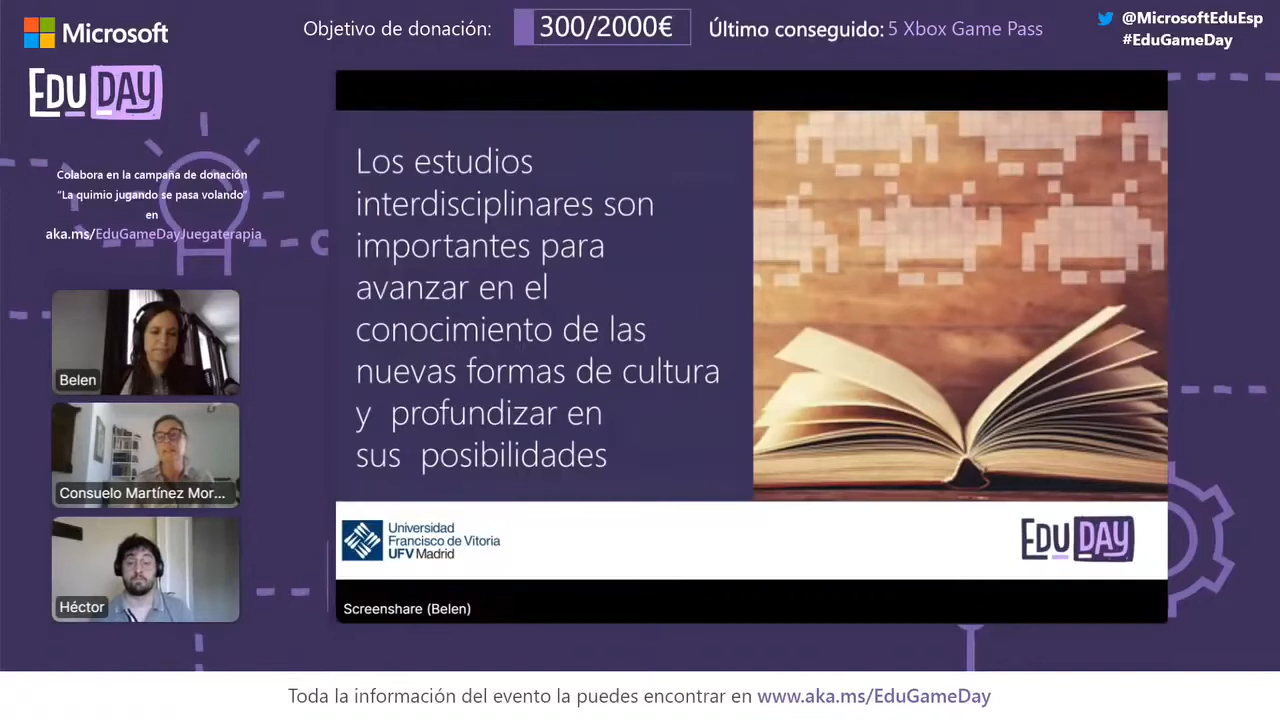 Microsoft
Objetivo de donación:
300/2000€
Último conseguido: 5 Xbox Game Pass
@MicrosoftEduEsp
#EduGameDay
EDU DAY
Colabora en la campaña de donación
“La quimio jugando se pasa volando”
en
aka.ms/EduGameDayJuegaterapia
Belen
Consuelo Martínez Mor...
Héctor
Los estudios
interdisciplinares son
importantes para
avanzar en el
conocimiento de las
nuevas formas de cultura
y profundizar en
sus posibilidades
Universidad
Francisco de Vitoria
UFV Madrid
EDU DAY
Screenshare (Belen)
Toda la información del evento la puedes encontrar en www.aka.ms/EduGameDay